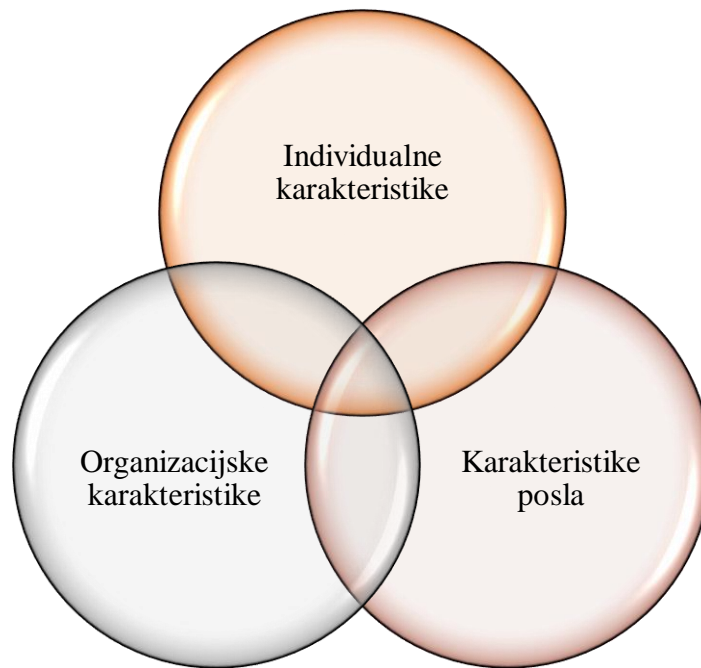 Individualne
karakteristike
Organizacijske
karakteristike
Karakteristike
posla